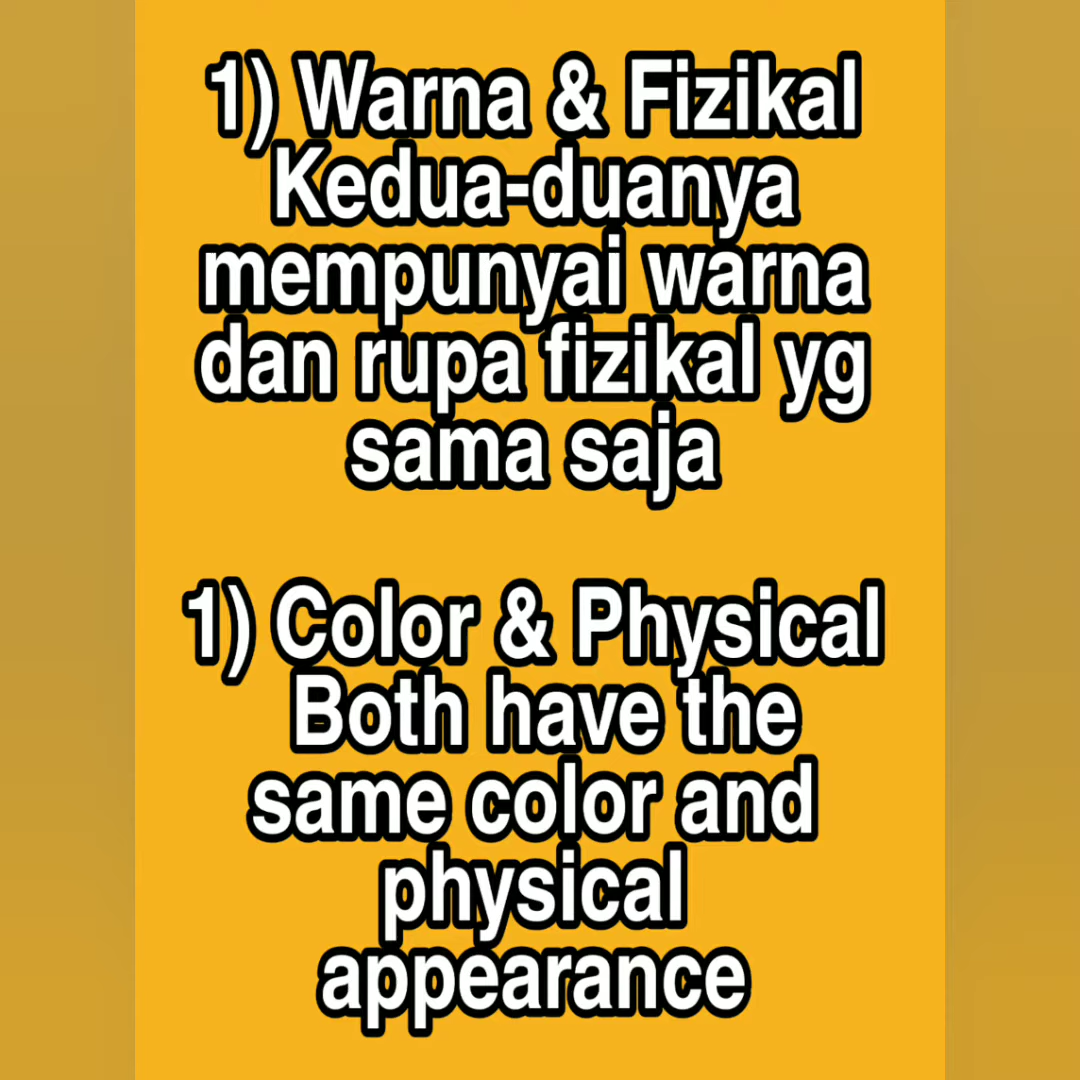 1) Warna & Fizikal
Kedua-duanya
mempunyai warna
dan rupa fizikal yg
sama saja
1) Color & Physical
Both have the
same color and
physical
appearance